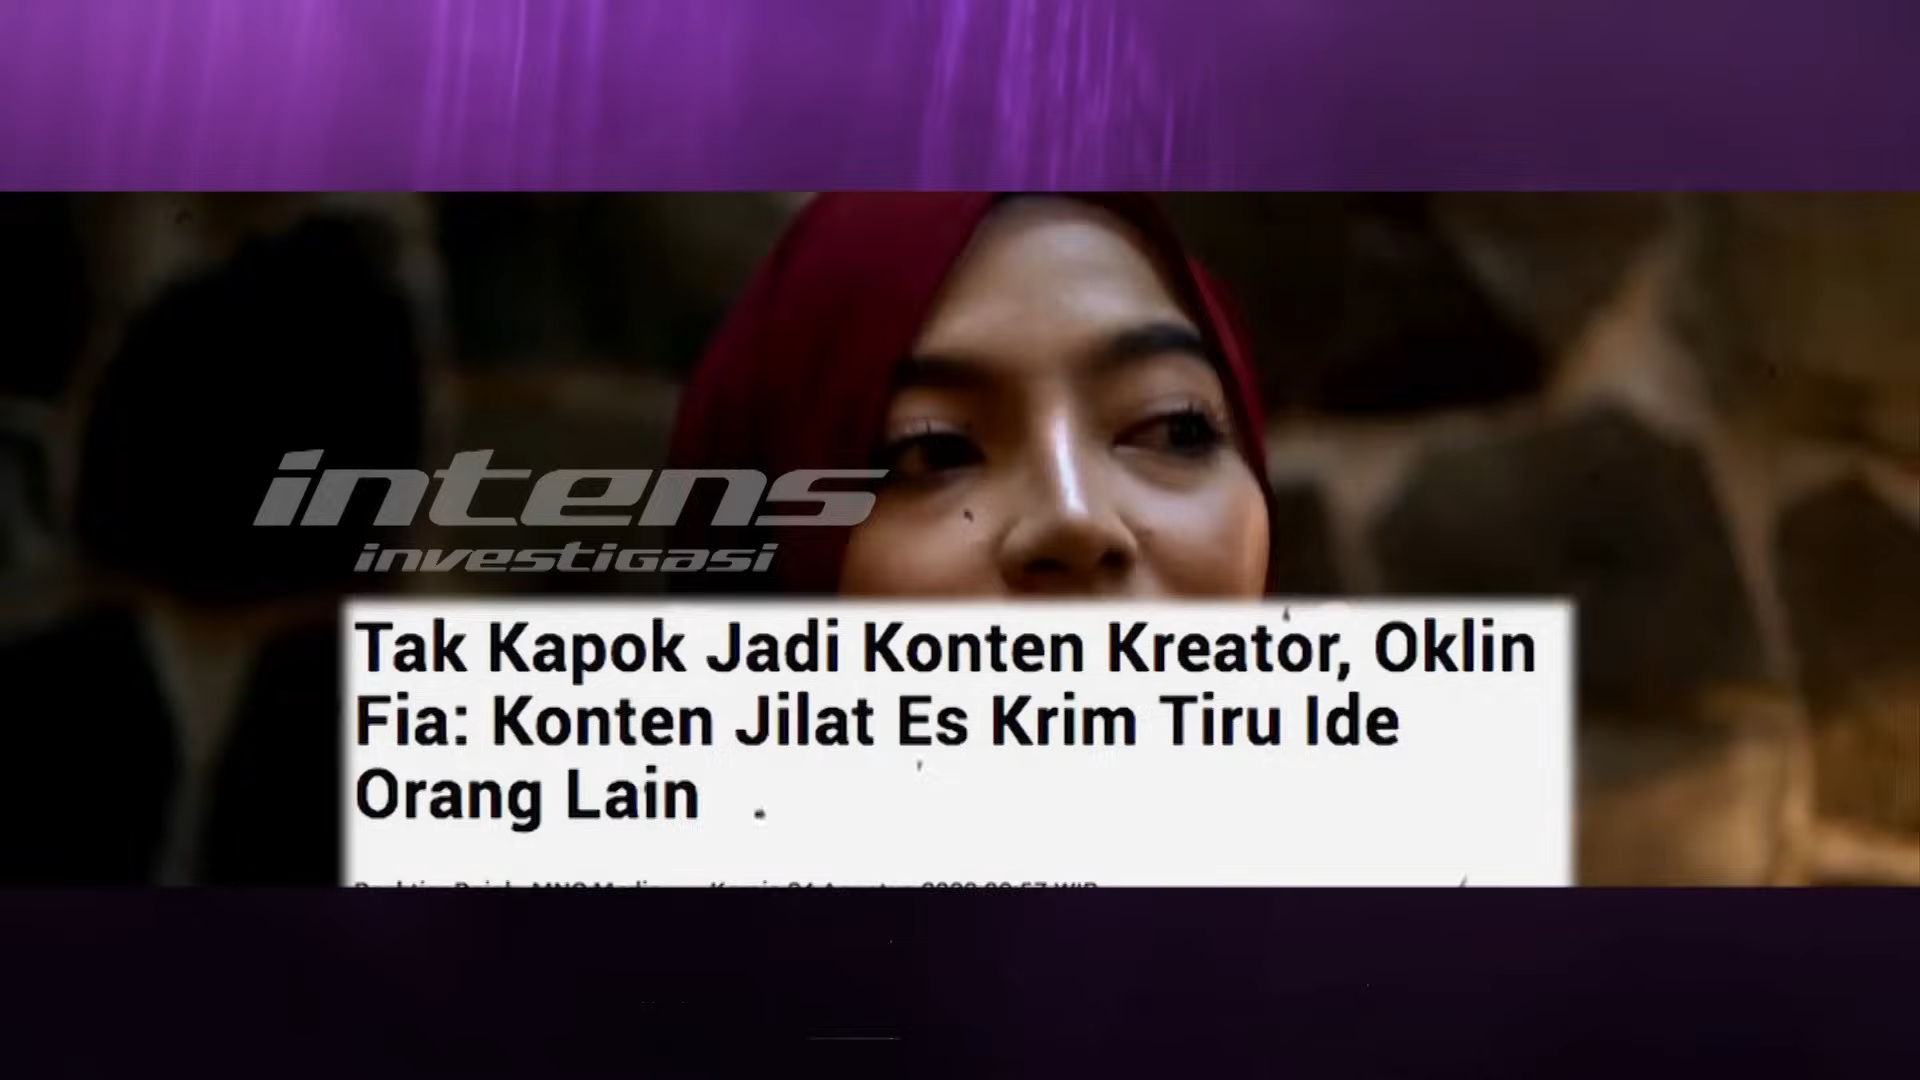 intens
investigasi
Tak Kapok Jadi Konten Kreator, Oklin
Fia: Konten Jilat Es Krim Tiru Ide
Orang Lain